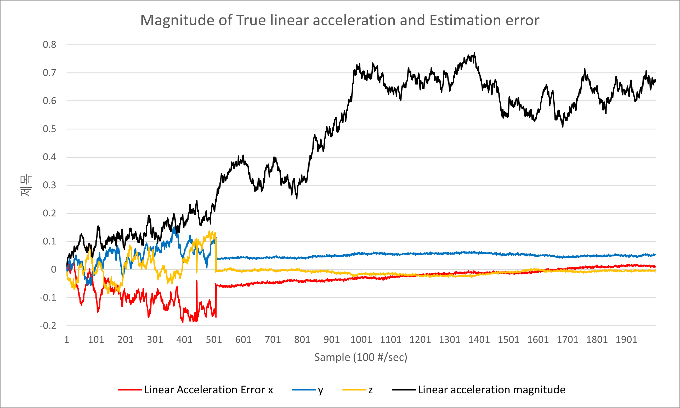 Magnitude of True linear acceleration and Estimation error
0.8
0.7
0.6
0.5
0.4
0.3
0.2
0.1
0
-0.1
-0.2
제목
1 101 201 301 401 501 601 701 801 901 1001 1101 1201 1301 1401 1501 1601 1701 1801 1901
Sample (100 #/sec)
Linear Acceleration Error x y z Linear acceleration magnitude